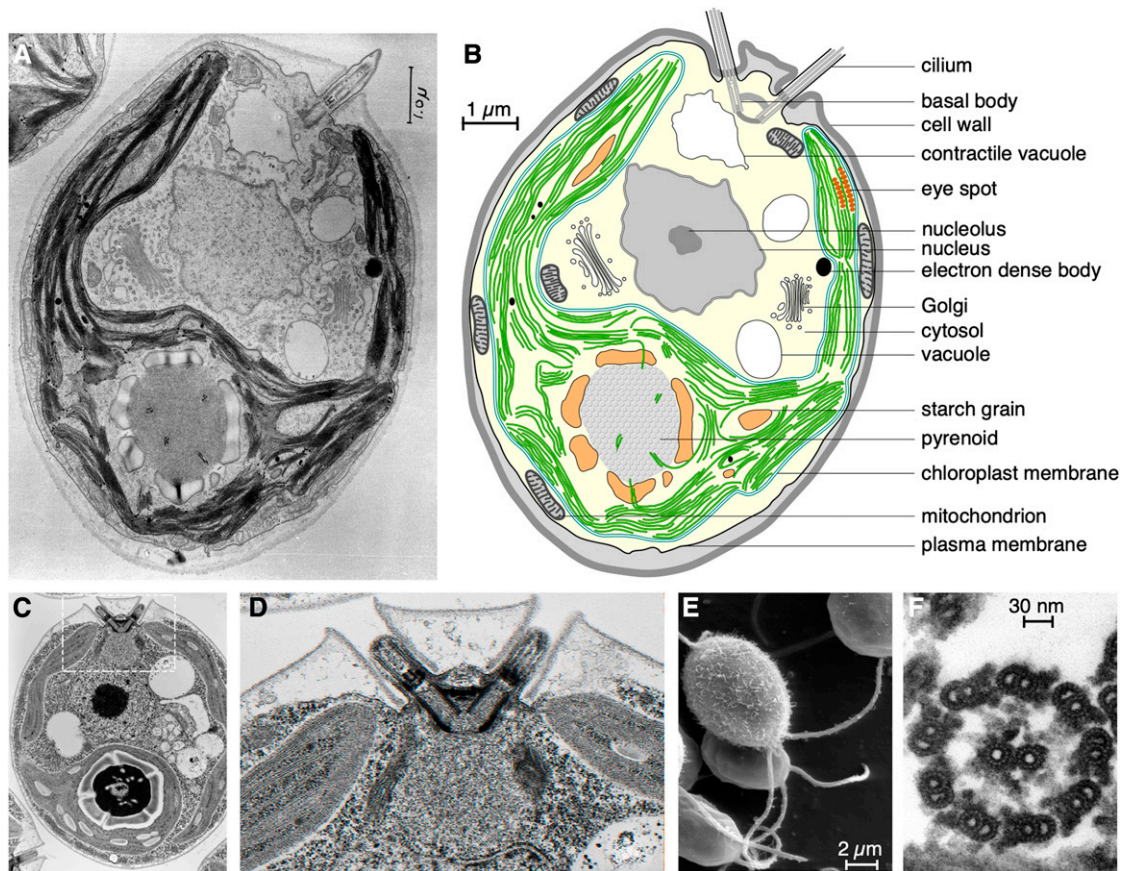 A
1.0µ
B
1 µm
cilium
basal body
cell wall
contractile vacuole
eye spot
nucleolus
nucleus
electron dense body
Golgi
cytosol
vacuole
starch grain
pyrenoid
chloroplast membrane
mitochondrion
plasma membrane
C
D
E
2 µm
F
30 nm